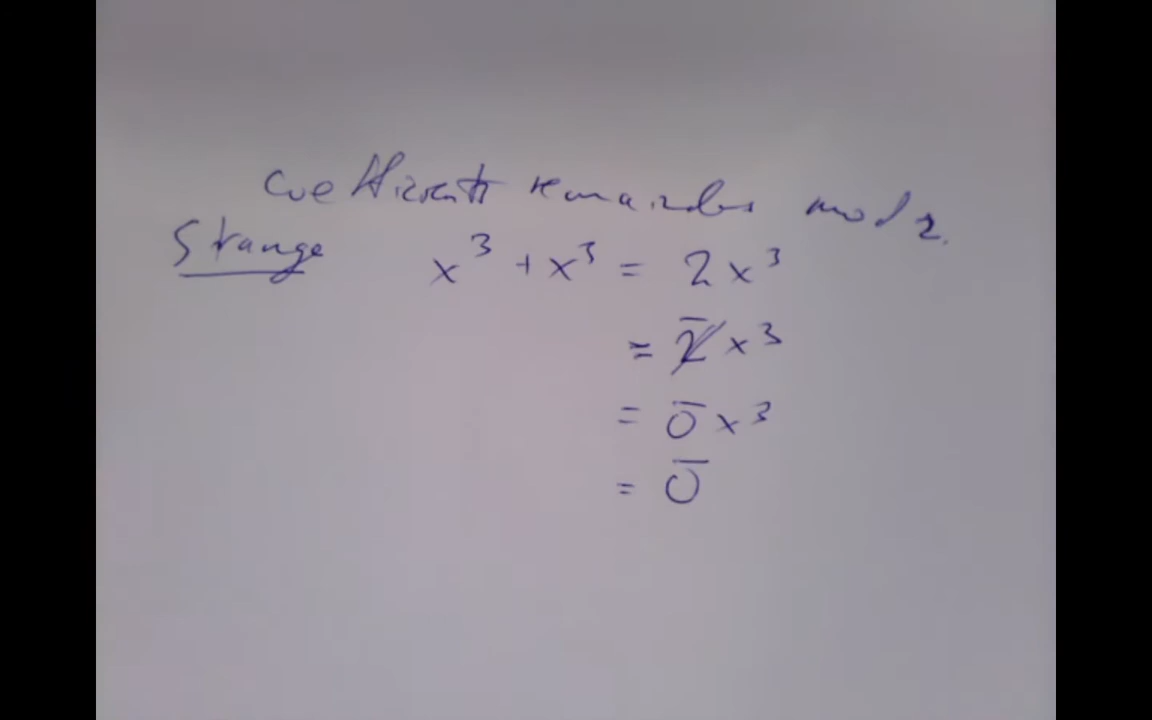 coefficients remainders mod 2.
Strange x³ + x³ = 2x³
= 2̅x³
= 0̅x³
= 0̅